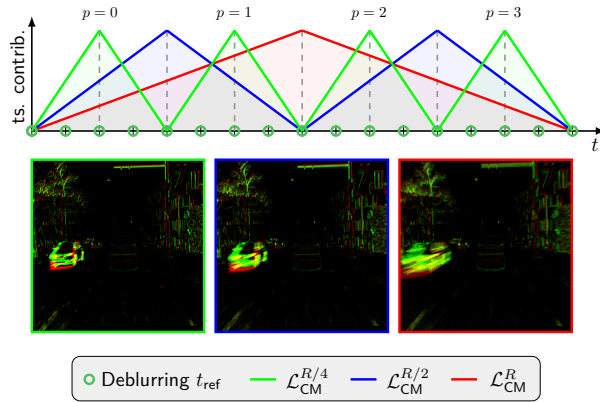 p = 0 p = 1 p = 2 p = 3
ts. contrib.
t
Deblurring t_ref L_CM^{R/4} L_CM^{R/2} L_CM^R